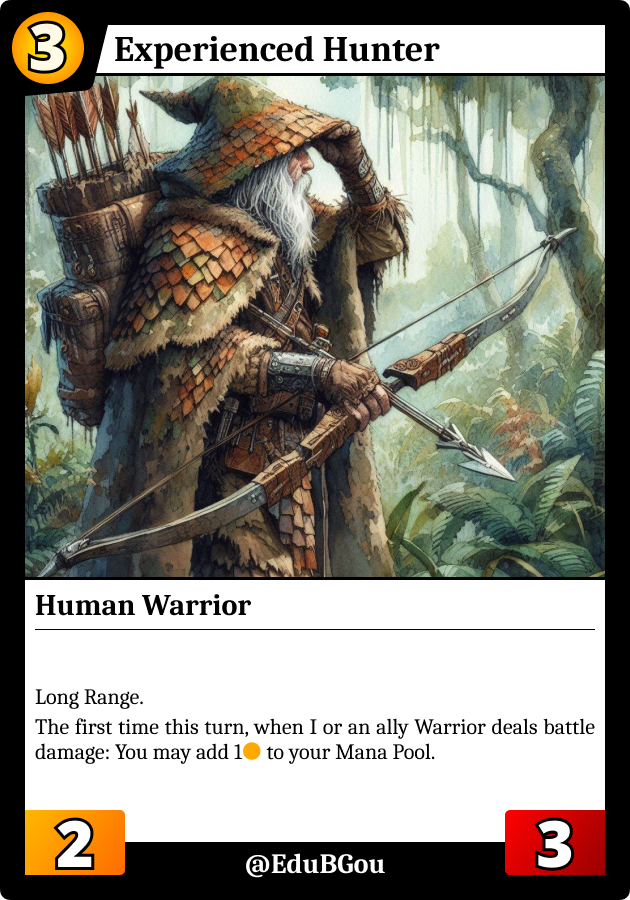 3
Experienced Hunter
Human Warrior
Long Range.
The first time this turn, when I or an ally Warrior deals battle
damage: You may add 1 to your Mana Pool.
2
@EduBGou
3